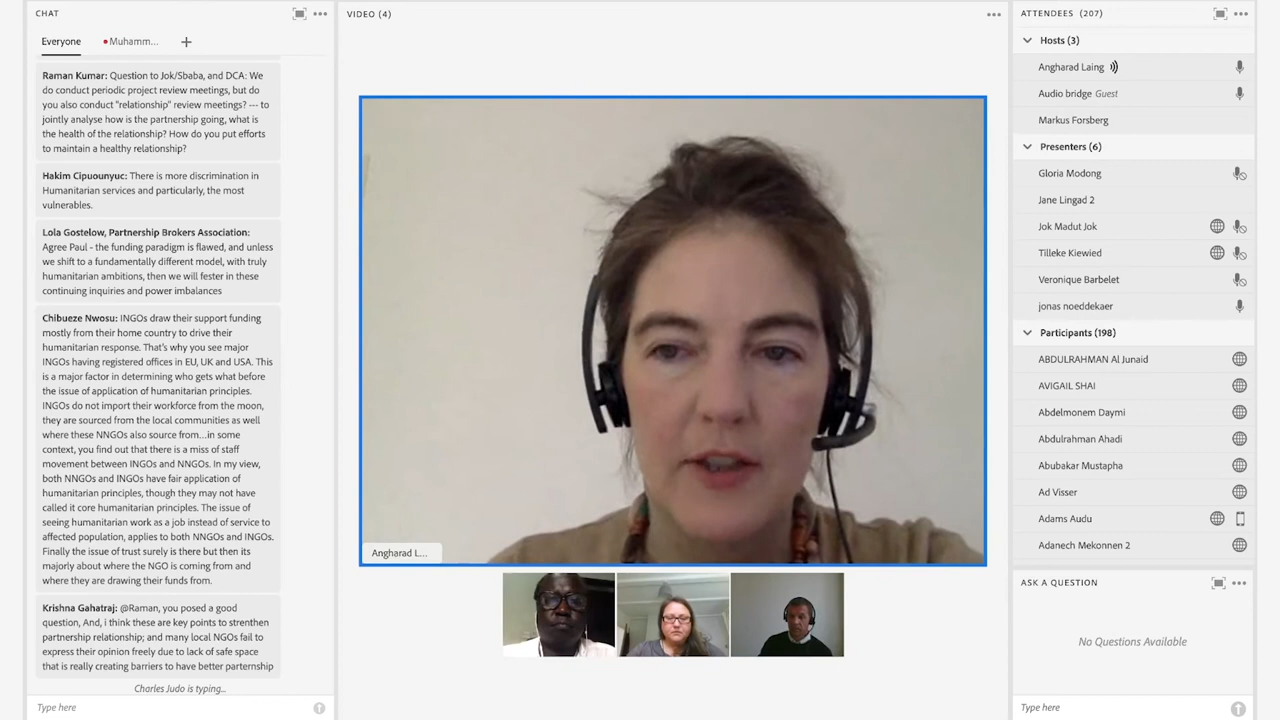 CHAT
Everyone
Muhamm...
Raman Kumar: Question to Jok/Sbaba, and DCA: We
do conduct periodic project review meetings, but do
you also conduct "relationship" review meetings? --- to
jointly analyse how is the partnership going, what is
the health of the relationship? How do you put efforts
to maintain a healthy relationship?
Hakim Cipuounyuc: There is more discrimination in
Humanitarian services and particularly, the most
vulnerables.
Lola Gostelow, Partnership Brokers Association:
Agree Paul - the funding paradigm is flawed, and unless
we shift to a fundamentally different model, with truly
humanitarian ambitions, then we will fester in these
continuing inquiries and power imbalances
Chibueze Nwosu: INGOs draw their support funding
mostly from their home country to drive their
humanitarian response. That's why you see major
INGOs having registered offices in EU, UK and USA. This
is a major factor in determining who gets what before
the issue of application of humanitarian principles.
INGOs do not import their workforce from the moon,
they are sourced from the local communities as well
where these NNGOs also source from...in some
context, you find out that there is a miss of staff
movement between INGOs and NNGOs. In my view,
both NNGOs and INGOs have fair application of
humanitarian principles, though they may not have
called it core humanitarian principles. The issue of
seeing humanitarian work as a job instead of service to
affected population, applies to both NNGOs and INGOs.
Finally the issue of trust surely is there but then its
majorly about where the NGO is coming from and
where they are drawing their funds from.
Krishna Gahatraj: @Raman, you posed a good
question, And, i think these are key points to strenthen
partnership relationship; and many local NGOs fail to
express their opinion freely due to lack of safe space
that is really creating barriers to have better parternship
Charles Judo is typing...
Type here
VIDEO (4)
Angharad L...
ATTENDEES (207)
Hosts (3)
Angharad Laing
Audio bridge Guest
Markus Forsberg
Presenters (6)
Gloria Modong
Jane Lingad 2
Jok Madut Jok
Tilleke Kiewied
Veronique Barbelet
jonas noeddekaer
Participants (198)
ABDULRAHMAN Al Junaid
AVIGAIL SHAI
Abdelmonem Daymi
Abdulrahman Ahadi
Abubakar Mustapha
Ad Visser
Adams Audu
Adanech Mekonnen 2
ASK A QUESTION
No Questions Available
Type here